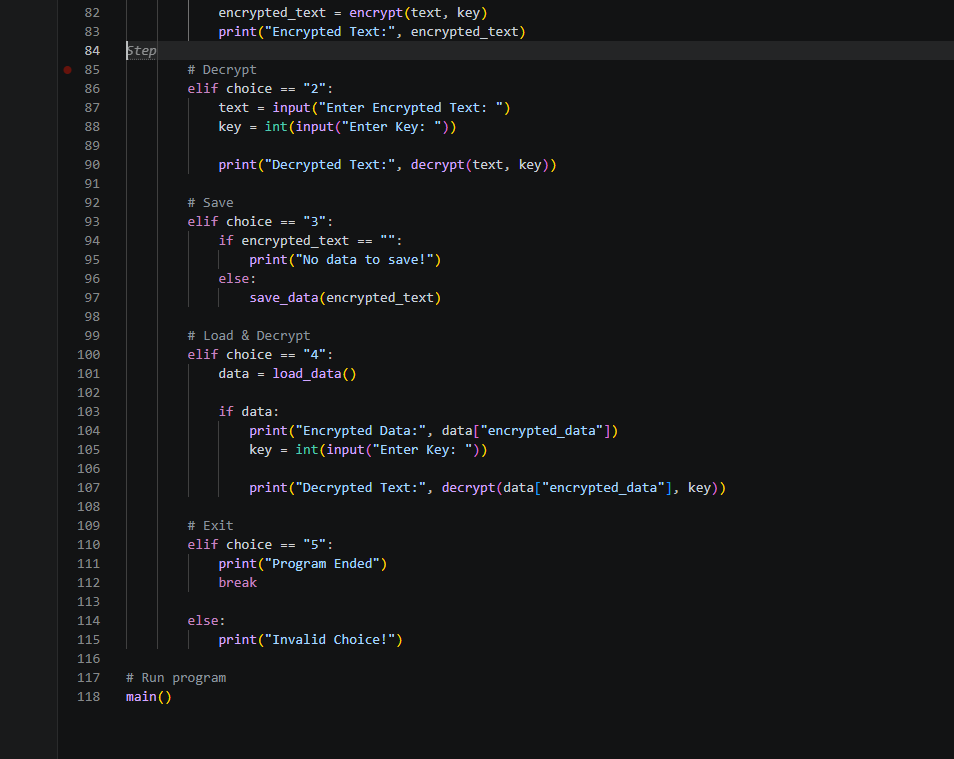 82 encrypted_text = encrypt(text, key)
83 print("Encrypted Text:", encrypted_text)
84 Step
85 # Decrypt
86 elif choice == "2":
87 text = input("Enter Encrypted Text: ")
88 key = int(input("Enter Key: "))
89
90 print("Decrypted Text:", decrypt(text, key))
91
92 # Save
93 elif choice == "3":
94 if encrypted_text == "":
95 print("No data to save!")
96 else:
97 save_data(encrypted_text)
98
99 # Load & Decrypt
100 elif choice == "4":
101 data = load_data()
102
103 if data:
104 print("Encrypted Data:", data["encrypted_data"])
105 key = int(input("Enter Key: "))
106
107 print("Decrypted Text:", decrypt(data["encrypted_data"], key))
108
109 # Exit
110 elif choice == "5":
111 print("Program Ended")
112 break
113
114 else:
115 print("Invalid Choice!")
116
117 # Run program
118 main()